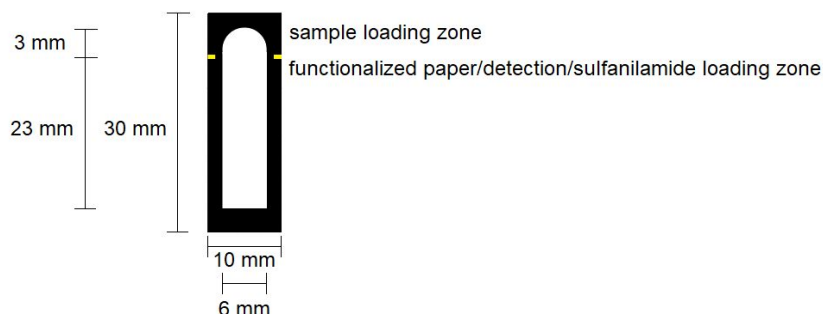 sample loading zone
3 mm
functionalized paper/detection/sulfanilamide loading zone
23 mm
30 mm
10 mm
6 mm